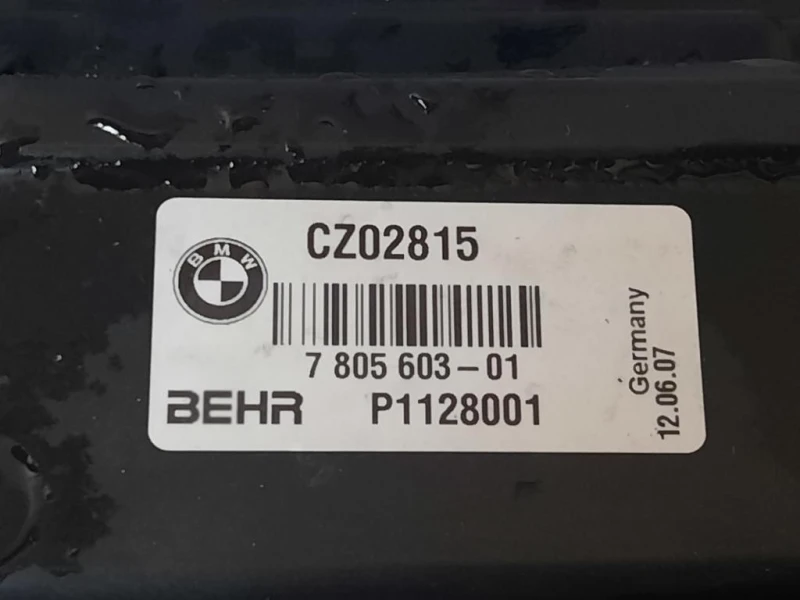 CZ02815
BMW
7 805 603-01
BEHR P1128001
Germany
12.06.07